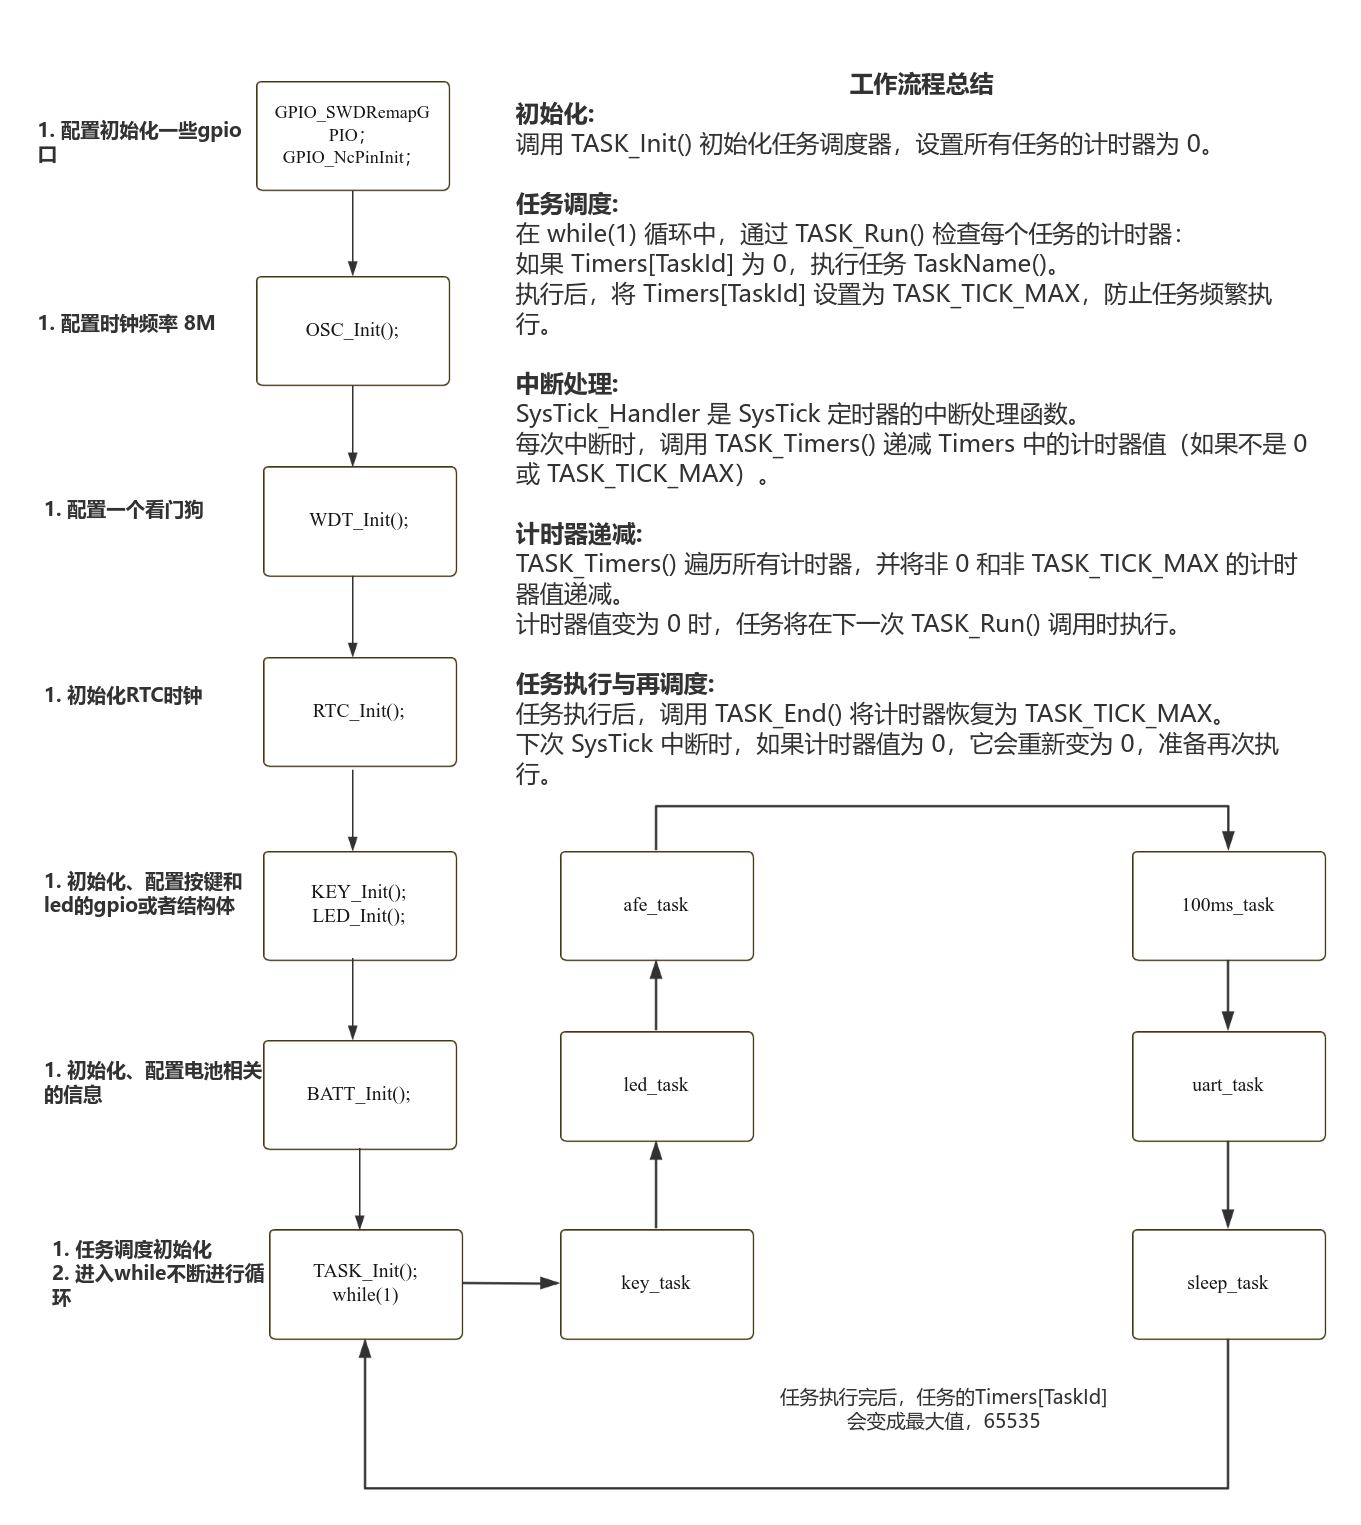 工作流程总结
初始化:
调用 TASK_Init() 初始化任务调度器，设置所有任务的计时器为 0。
任务调度:
在 while(1) 循环中，通过 TASK_Run() 检查每个任务的计时器：
如果 Timers[TaskId] 为 0，执行任务 TaskName()。
执行后，将 Timers[TaskId] 设置为 TASK_TICK_MAX，防止任务频繁执
行。
中断处理:
SysTick_Handler 是 SysTick 定时器的中断处理函数。
每次中断时，调用 TASK_Timers() 递减 Timers 中的计时器值（如果不是 0
或 TASK_TICK_MAX）。
计时器递减:
TASK_Timers() 遍历所有计时器，并将非 0 和非 TASK_TICK_MAX 的计时
器值递减。
计时器值变为 0 时，任务将在下一次 TASK_Run() 调用时执行。
任务执行与再调度:
任务执行后，调用 TASK_End() 将计时器恢复为 TASK_TICK_MAX。
下次 SysTick 中断时，如果计时器值为 0，它会重新变为 0，准备再次执
行。
1. 配置初始化一些gpio
口
GPIO_SWDRemapG
PIO；
GPIO_NcPinInit；
1. 配置时钟频率 8M
OSC_Init();
1. 配置一个看门狗
WDT_Init();
1. 初始化RTC时钟
RTC_Init();
1. 初始化、配置按键和
led的gpio或者结构体
KEY_Init();
LED_Init();
1. 初始化、配置电池相关
的信息
BATT_Init();
1. 任务调度初始化
2. 进入while不断进行循
环
TASK_Init();
while(1)
key_task
led_task
afe_task
100ms_task
uart_task
sleep_task
任务执行完后，任务的Timers[TaskId]
会变成最大值，65535